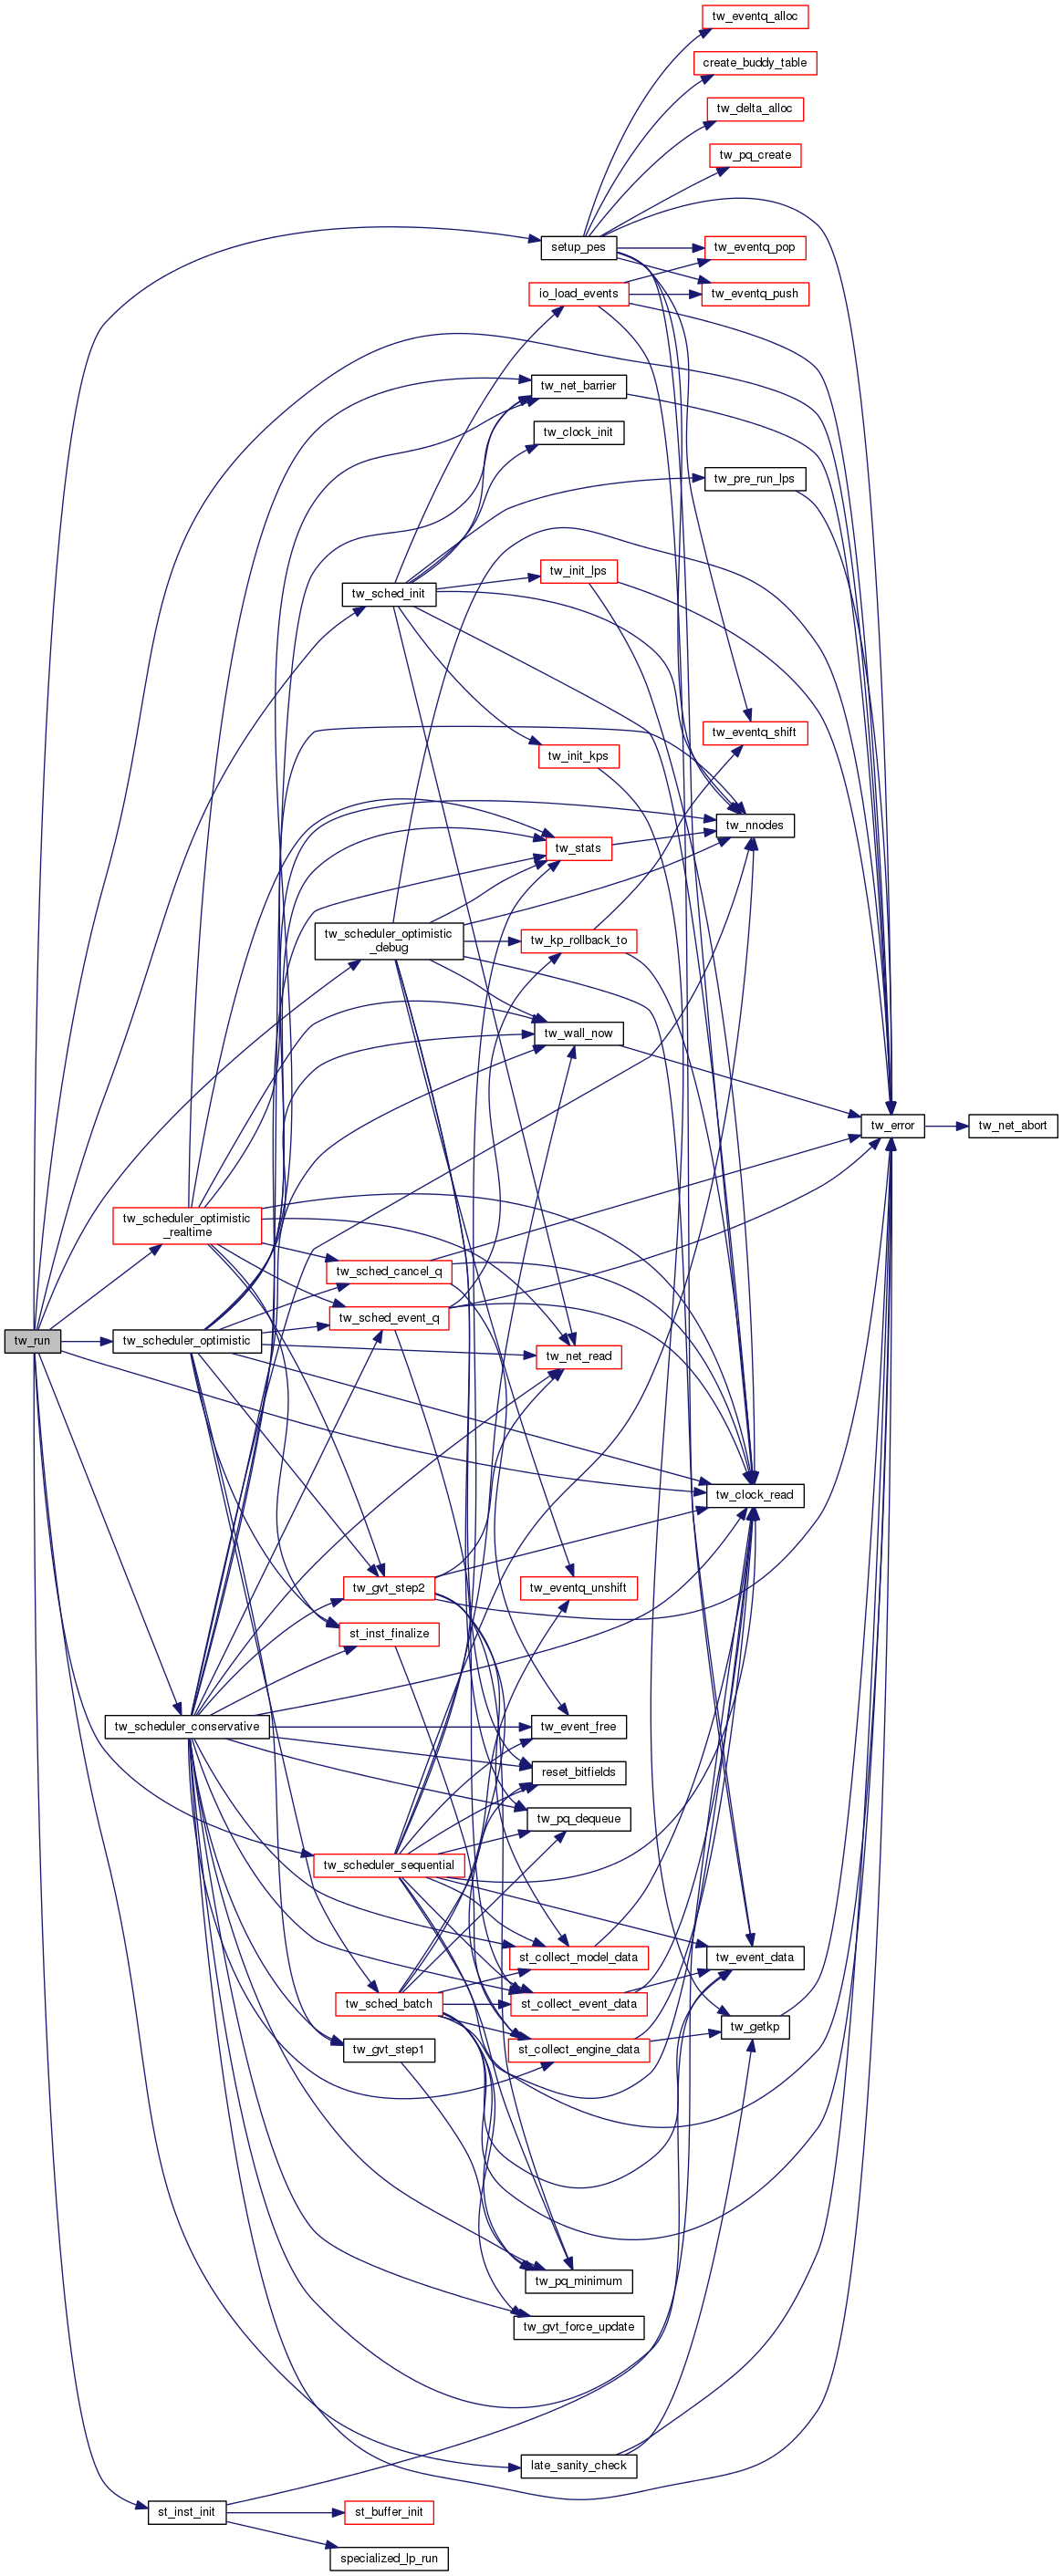 tw_eventq_alloc
create_buddy_table
tw_delta_alloc
tw_pq_create
setup_pes
tw_eventq_pop
io_load_events
tw_eventq_push
tw_net_barrier
tw_clock_init
tw_pre_run_lps
tw_init_lps
tw_sched_init
tw_eventq_shift
tw_init_kps
tw_nnodes
tw_stats
tw_scheduler_optimistic
_debug
tw_kp_rollback_to
tw_wall_now
tw_error
tw_net_abort
tw_scheduler_optimistic
_realtime
tw_sched_cancel_q
tw_sched_event_q
tw_run
tw_scheduler_optimistic
tw_net_read
tw_clock_read
tw_gvt_step2
tw_eventq_unshift
st_inst_finalize
tw_scheduler_conservative
tw_event_free
reset_bitfields
tw_pq_dequeue
tw_scheduler_sequential
st_collect_model_data
tw_event_data
tw_sched_batch
st_collect_event_data
tw_getkp
tw_gvt_step1
st_collect_engine_data
tw_pq_minimum
tw_gvt_force_update
late_sanity_check
st_inst_init
st_buffer_init
specialized_lp_run